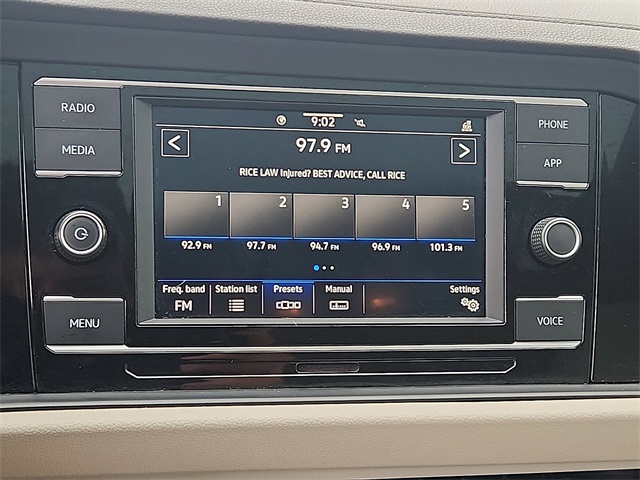 RADIO
MEDIA
PHONE
APP
MENU
VOICE
9:02
97.9 FM
RICE LAW Injured? BEST ADVICE, CALL RICE
1 2 3 4 5
92.9 FM 97.7 FM 94.7 FM 96.9 FM 101.3 FM
Freq. band Station list Presets Manual Settings
FM